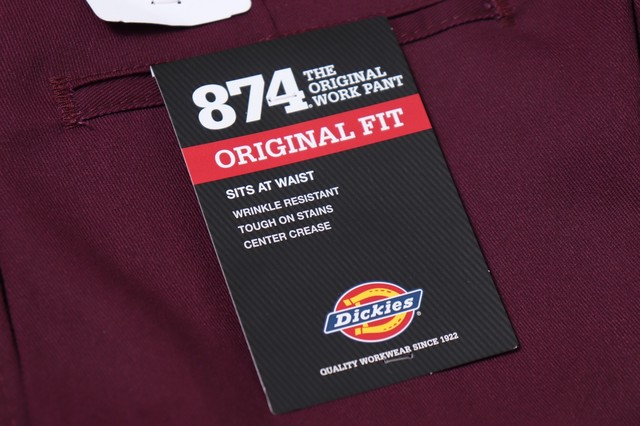 874
THE
ORIGINAL
WORK PANT
ORIGINAL FIT
SITS AT WAIST
WRINKLE RESISTANT
TOUGH ON STAINS
CENTER CREASE
Dickies
QUALITY WORKWEAR SINCE 1922